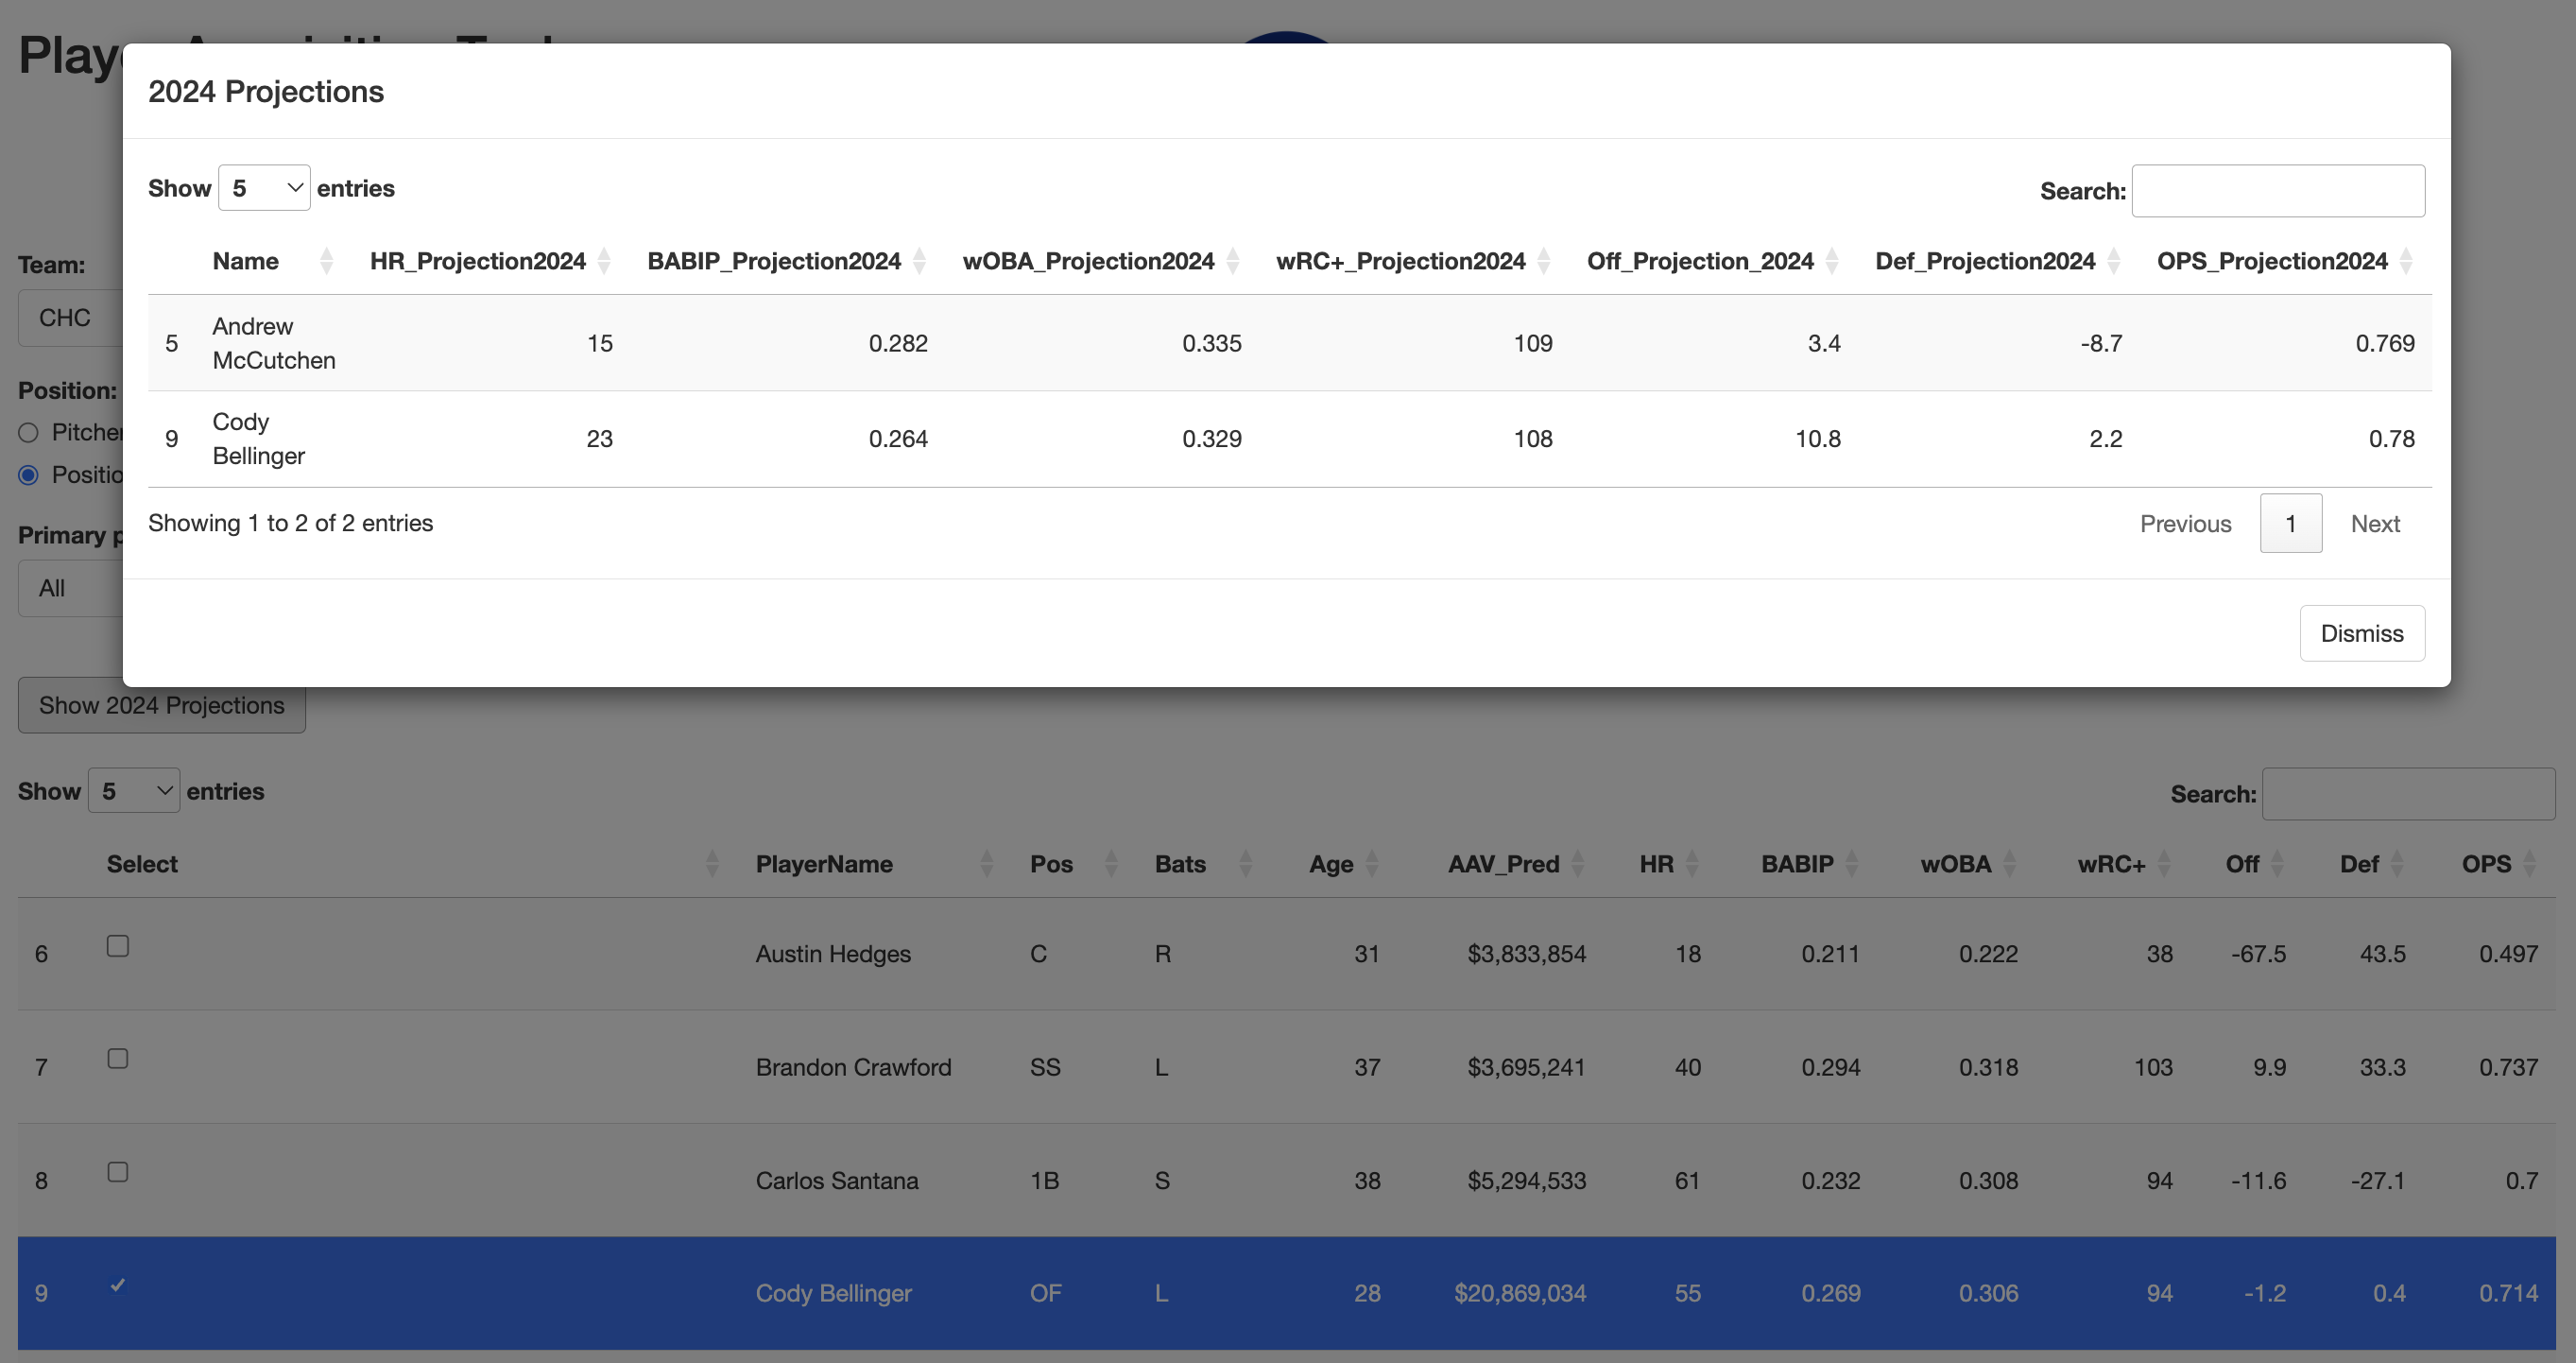 Play
2024 Projections
Show 5 entries
Search:
Name HR_Projection2024 BABIP_Projection2024 wOBA_Projection2024 wRC+_Projection2024 Off_Projection_2024 Def_Projection2024 OPS_Projection2024
5 Andrew McCutchen 15 0.282 0.335 109 3.4 -8.7 0.769
9 Cody Bellinger 23 0.264 0.329 108 10.8 2.2 0.78
Showing 1 to 2 of 2 entries
Previous 1 Next
Dismiss
Team:
CHC
Position:
Pitcher
Positio
Primary p
All
Show 2024 Projections
Show 5 entries
Search:
Select PlayerName Pos Bats Age AAV_Pred HR BABIP wOBA wRC+ Off Def OPS
6 Austin Hedges C R 31 $3,833,854 18 0.211 0.222 38 -67.5 43.5 0.497
7 Brandon Crawford SS L 37 $3,695,241 40 0.294 0.318 103 9.9 33.3 0.737
8 Carlos Santana 1B S 38 $5,294,533 61 0.232 0.308 94 -11.6 -27.1 0.7
9 Cody Bellinger OF L 28 $20,869,034 55 0.269 0.306 94 -1.2 0.4 0.714